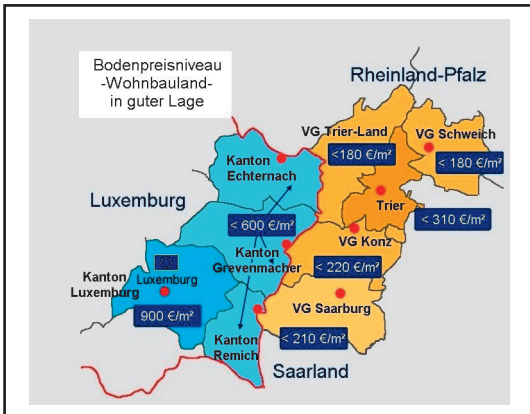 Bodenpreisniveau
-Wohnbauland-
in guter Lage
Rheinland-Pfalz
VG Trier-Land
<180 €/m²
VG Schweich
< 180 €/m²
Kanton
Echternach
Trier
< 310 €/m²
Luxemburg
< 600 €/m²
VG Konz
< 220 €/m²
Kanton
Grevenmacher
Kanton
Luxemburg
Luxemburg
900 €/m²
VG Saarburg
< 210 €/m²
Kanton
Remich
Saarland